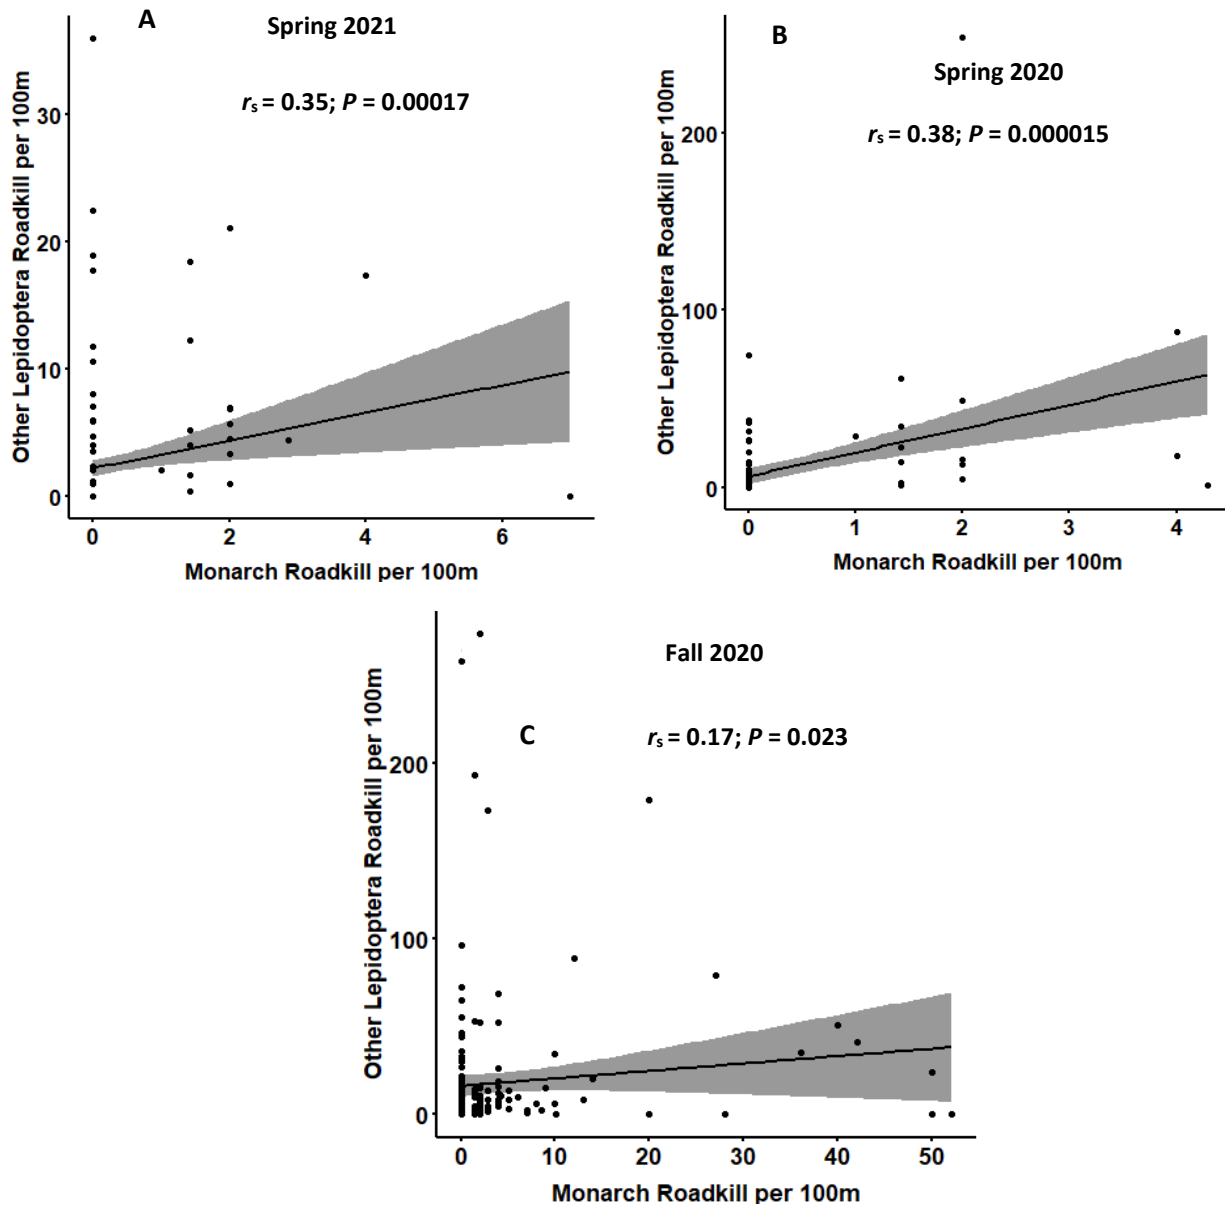 A
Spring 2021
rs = 0.35; P = 0.00017
Other Lepidoptera Roadkill per 100m
30
20
10
0
0 2 4 6
Monarch Roadkill per 100m
B
Spring 2020
rs = 0.38; P = 0.000015
Other Lepidoptera Roadkill per 100m
200
100
0
0 1 2 3 4
Monarch Roadkill per 100m
Fall 2020
C
rs = 0.17; P = 0.023
Other Lepidoptera Roadkill per 100m
200
100
0
0 10 20 30 40 50
Monarch Roadkill per 100m